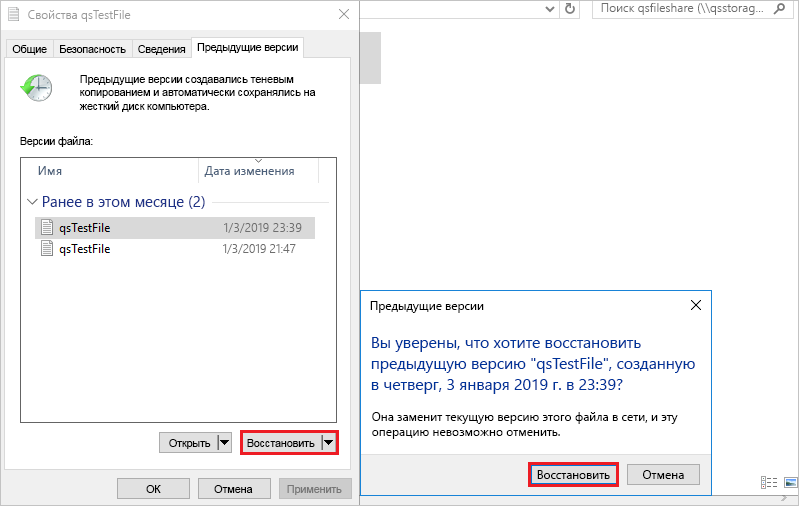 Свойства qsTestFile
Поиск qsfileshare (\\qsstorag...
Общие
Безопасность
Сведения
Предыдущие версии
Предыдущие версии создавались теневым
копированием и автоматически сохранялись на
жесткий диск компьютера.
Версии файла:
Имя
Дата изменения
Ранее в этом месяце (2)
qsTestFile 1/3/2019 23:39
qsTestFile 1/3/2019 21:47
Открыть
Восстановить
ОК
Отмена
Применить
Предыдущие версии
Вы уверены, что хотите восстановить
предыдущую версию "qsTestFile", созданную
в четверг, 3 января 2019 г. в 23:39?
Она заменит текущую версию этого файла в сети, и эту
операцию невозможно отменить.
Восстановить
Отмена